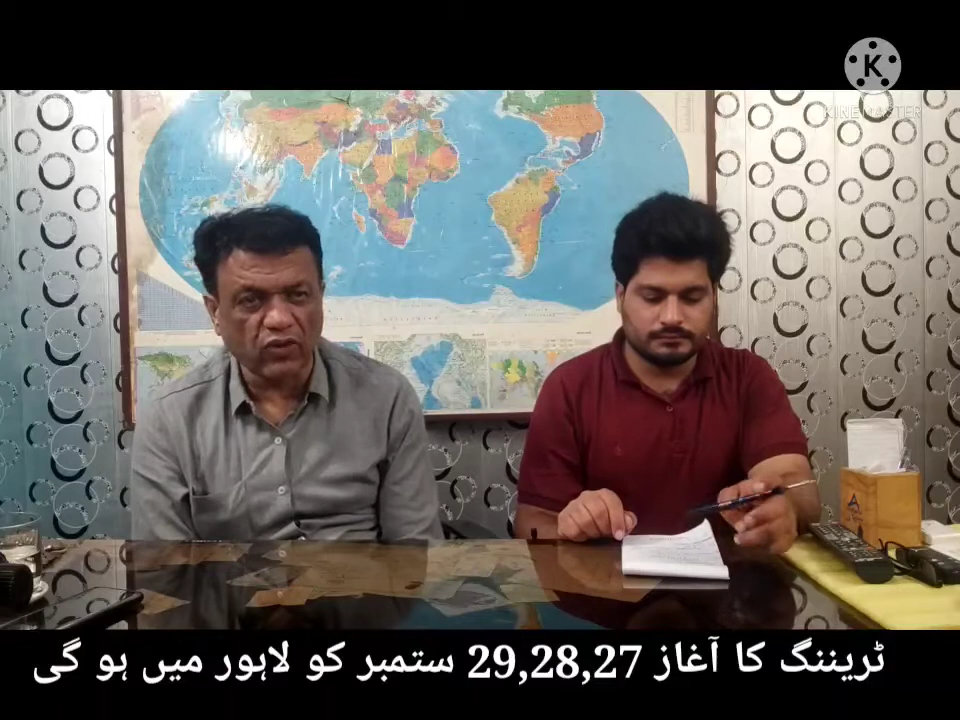 K
KINEMASTER
ٹریننگ کا آغاز 29,28,27 ستمبر کو لاہور میں ہو گی